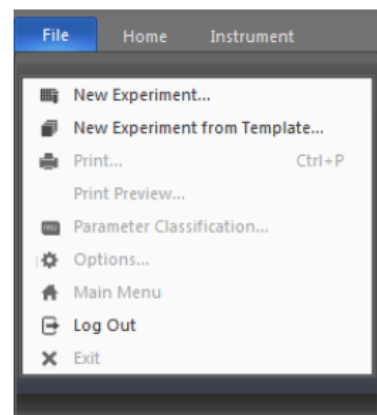 File Home Instrument
New Experiment...
New Experiment from Template...
Print... Ctrl+P
Print Preview...
Parameter Classification...
Options...
Main Menu
Log Out
Exit